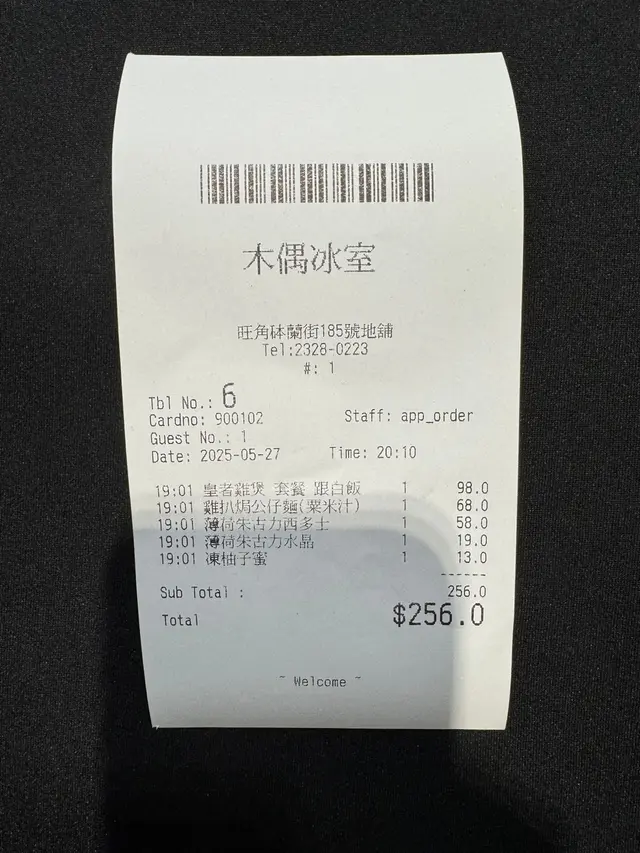 木偶冰室
旺角砵蘭街185號地舖
Tel:2328-0223
#: 1
Tbl No.: 6
Cardno: 900102 Staff: app_order
Guest No.: 1
Date: 2025-05-27 Time: 20:10
19:01 皇者雞煲 套餐 跟白飯 1 98.0
19:01 雞扒焗公仔麵(粟米汁) 1 68.0
19:01 薄荷朱古力西多士 1 58.0
19:01 薄荷朱古力水晶 1 19.0
19:01 凍柚子蜜 1 13.0
------
Sub Total : 256.0
Total $256.0
~ Welcome ~